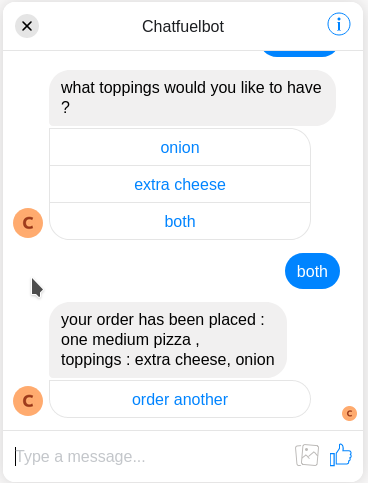 Chatfuelbot
what toppings would you like to have
?
onion
extra cheese
both
C
both
your order has been placed :
one medium pizza ,
toppings : extra cheese, onion
order another
C
C
Type a message...